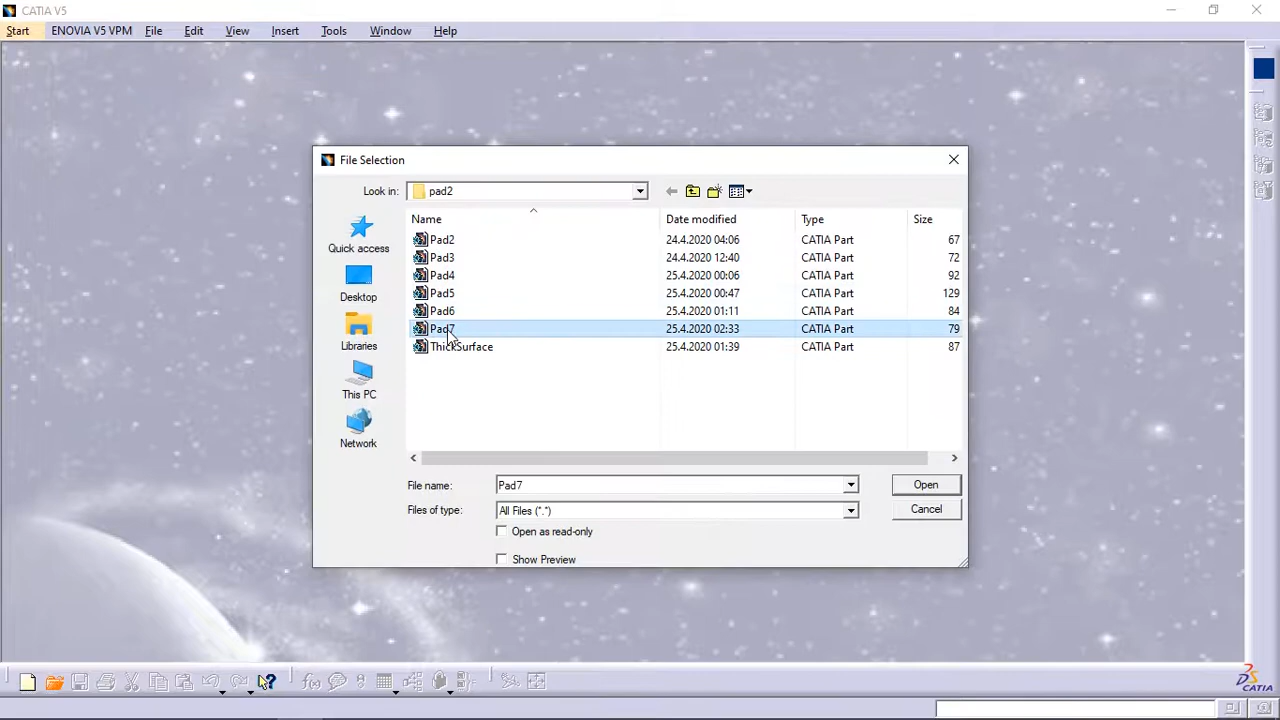 CATIA V5
Start ENOVIA V5 VPM File Edit View Insert Tools Window Help
File Selection
Look in: pad2
Name Date modified Type Size
Pad2 24.4.2020 04:06 CATIA Part 67
Pad3 24.4.2020 12:40 CATIA Part 72
Pad4 25.4.2020 00:06 CATIA Part 92
Pad5 25.4.2020 00:47 CATIA Part 129
Pad6 25.4.2020 01:11 CATIA Part 84
Pad7 25.4.2020 02:33 CATIA Part 79
ThickSurface 25.4.2020 01:39 CATIA Part 87
Quick access
Desktop
Libraries
This PC
Network
File name: Pad7 Open
Files of type: All Files (*.*) Cancel
Open as read-only
Show Preview
CATIA